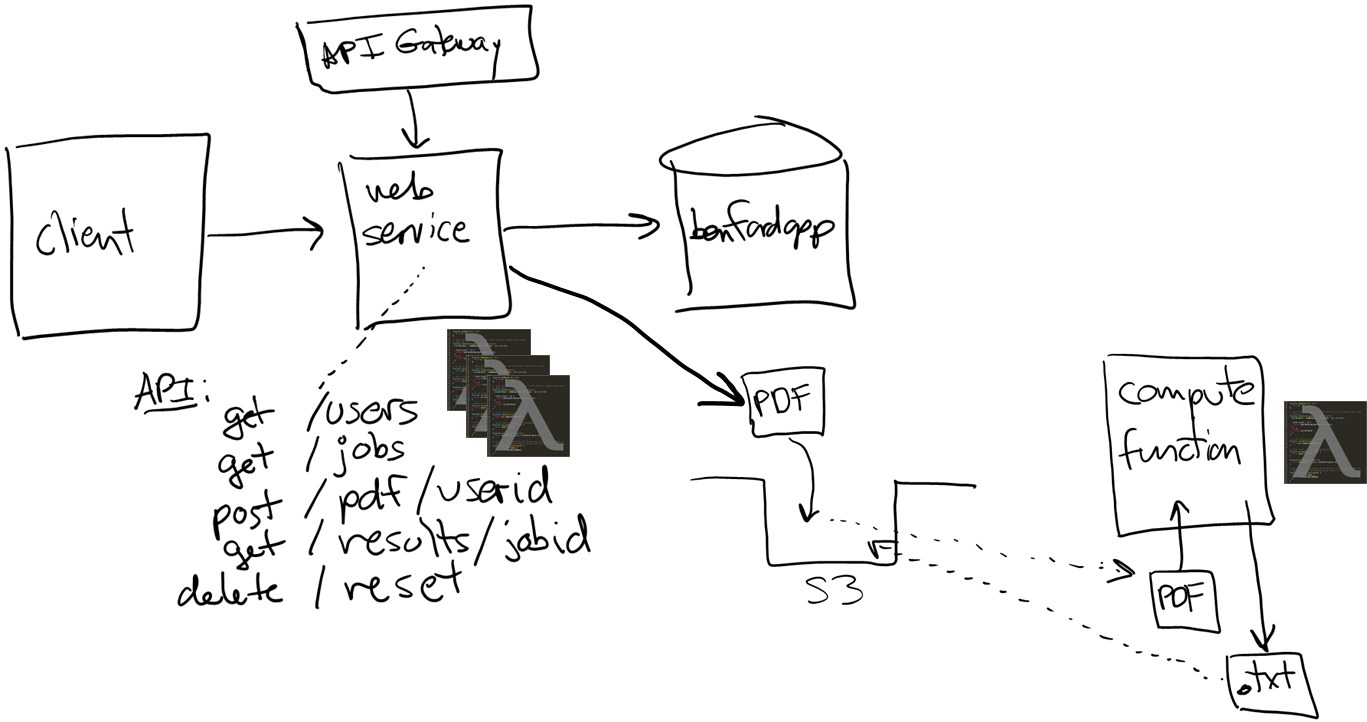 API Gateway
client
web
service
benfordapp
API:
get /users
get /jobs
post /pdf/userid
get /results/jobid
delete /reset
PDF
S3
compute
function
PDF
.txt
λ
λ
λ
λ